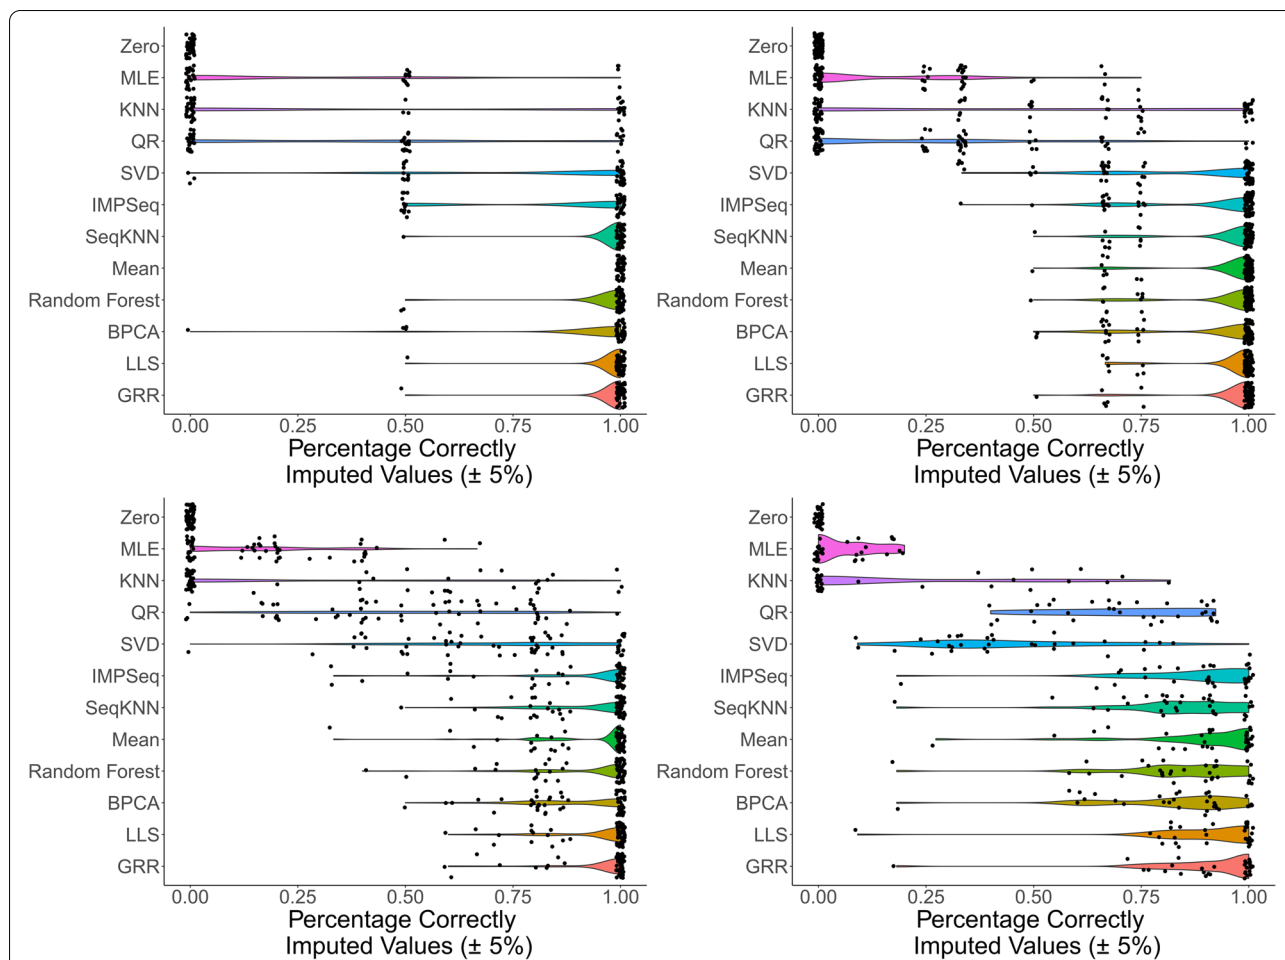 Zero
MLE
KNN
QR
SVD
IMPSeq
SeqKNN
Mean
Random Forest
BPCA
LLS
GRR
0.00 0.25 0.50 0.75 1.00
Percentage Correctly
Imputed Values (± 5%)
Zero
MLE
KNN
QR
SVD
IMPSeq
SeqKNN
Mean
Random Forest
BPCA
LLS
GRR
0.00 0.25 0.50 0.75 1.00
Percentage Correctly
Imputed Values (± 5%)
Zero
MLE
KNN
QR
SVD
IMPSeq
SeqKNN
Mean
Random Forest
BPCA
LLS
GRR
0.00 0.25 0.50 0.75 1.00
Percentage Correctly
Imputed Values (± 5%)
Zero
MLE
KNN
QR
SVD
IMPSeq
SeqKNN
Mean
Random Forest
BPCA
LLS
GRR
0.00 0.25 0.50 0.75 1.00
Percentage Correctly
Imputed Values (± 5%)